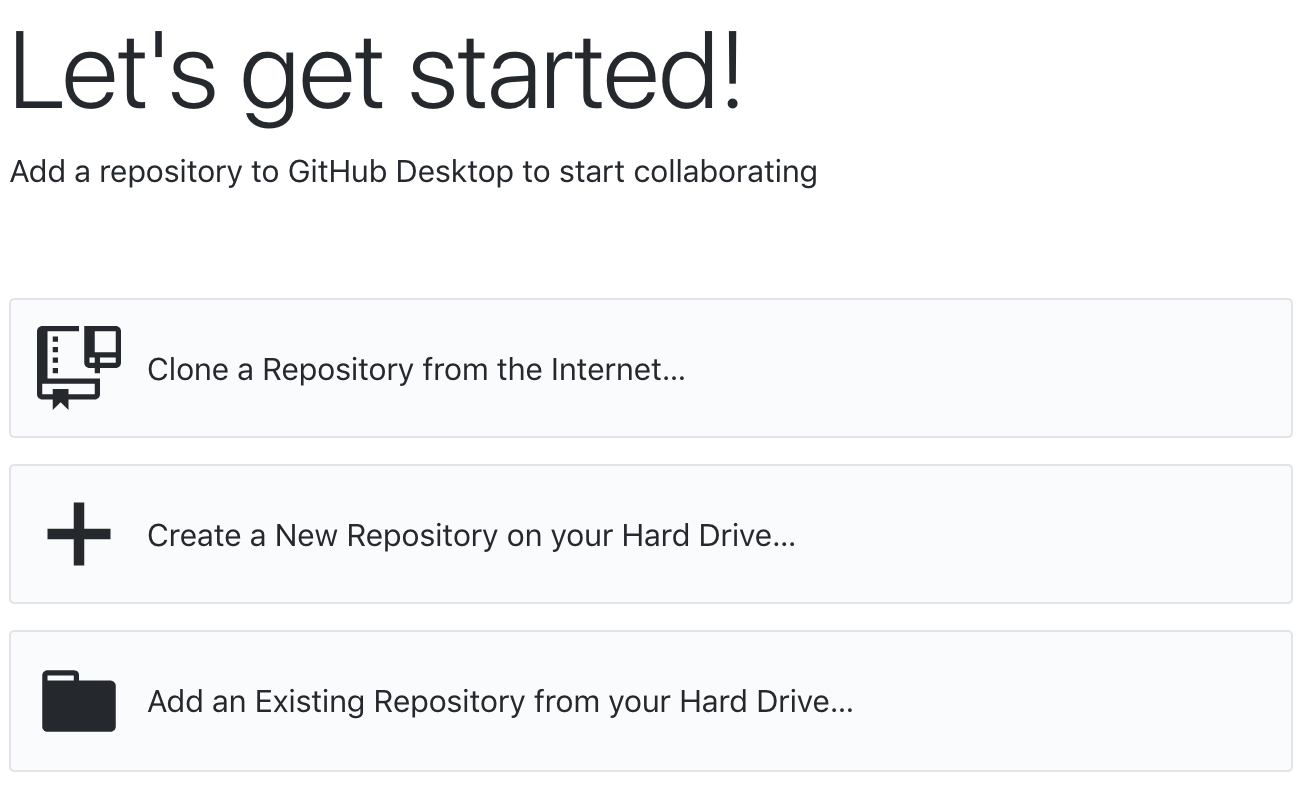 Let's get started!
Add a repository to GitHub Desktop to start collaborating
Clone a Repository from the Internet...
Create a New Repository on your Hard Drive...
Add an Existing Repository from your Hard Drive...